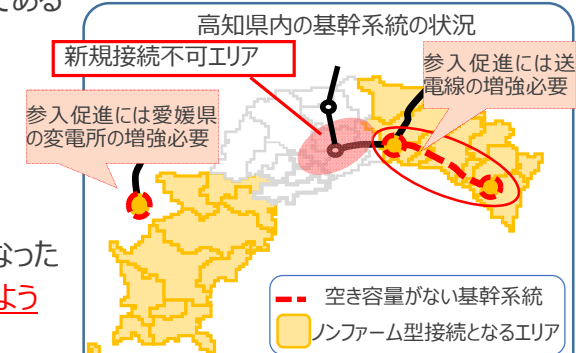 である
高知県内の基幹系統の状況
新規接続不可エリア
参入促進には送
電線の増強必要
参入促進には愛媛県
の変電所の増強必要
なった
よう
空き容量がない基幹系統
ノンファーム型接続となるエリア